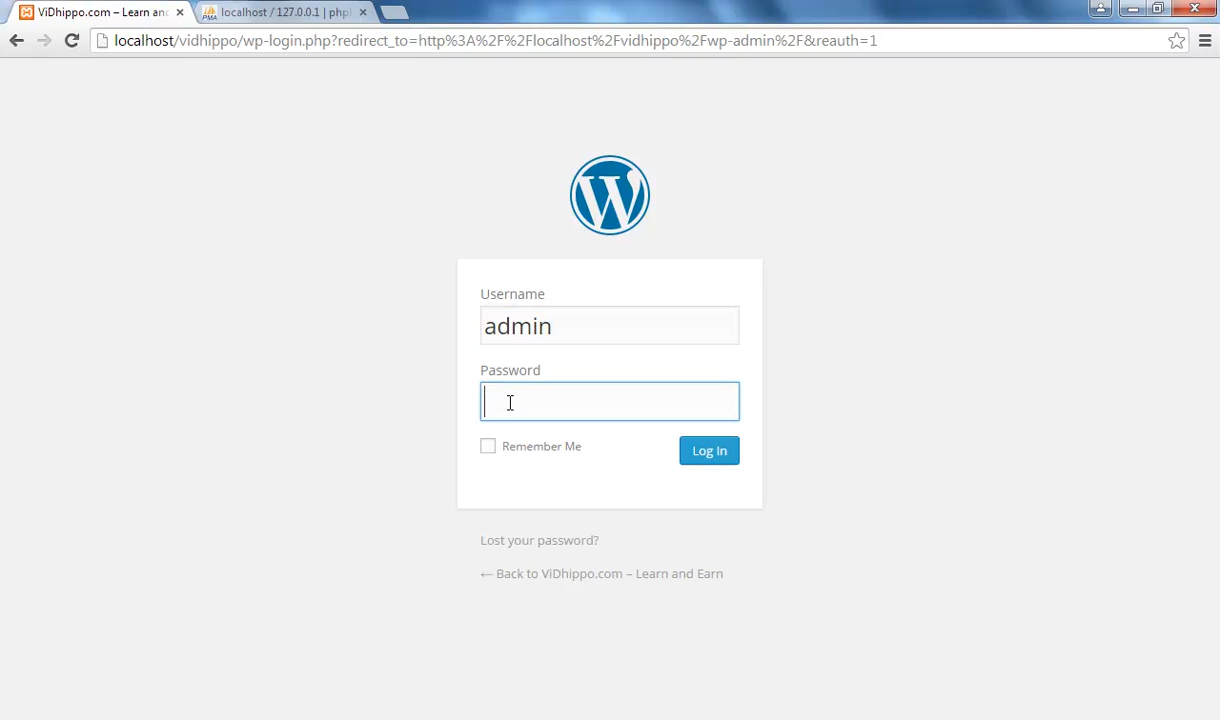 ViDhippo.com – Learn and
localhost / 127.0.0.1 | php
localhost/vidhippo/wp-login.php?redirect_to=http%3A%2F%2Flocalhost%2Fvidhippo%2Fwp-admin%2F&reauth=1
W
Username
admin
Password
Remember Me
Log In
Lost your password?
← Back to ViDhippo.com – Learn and Earn